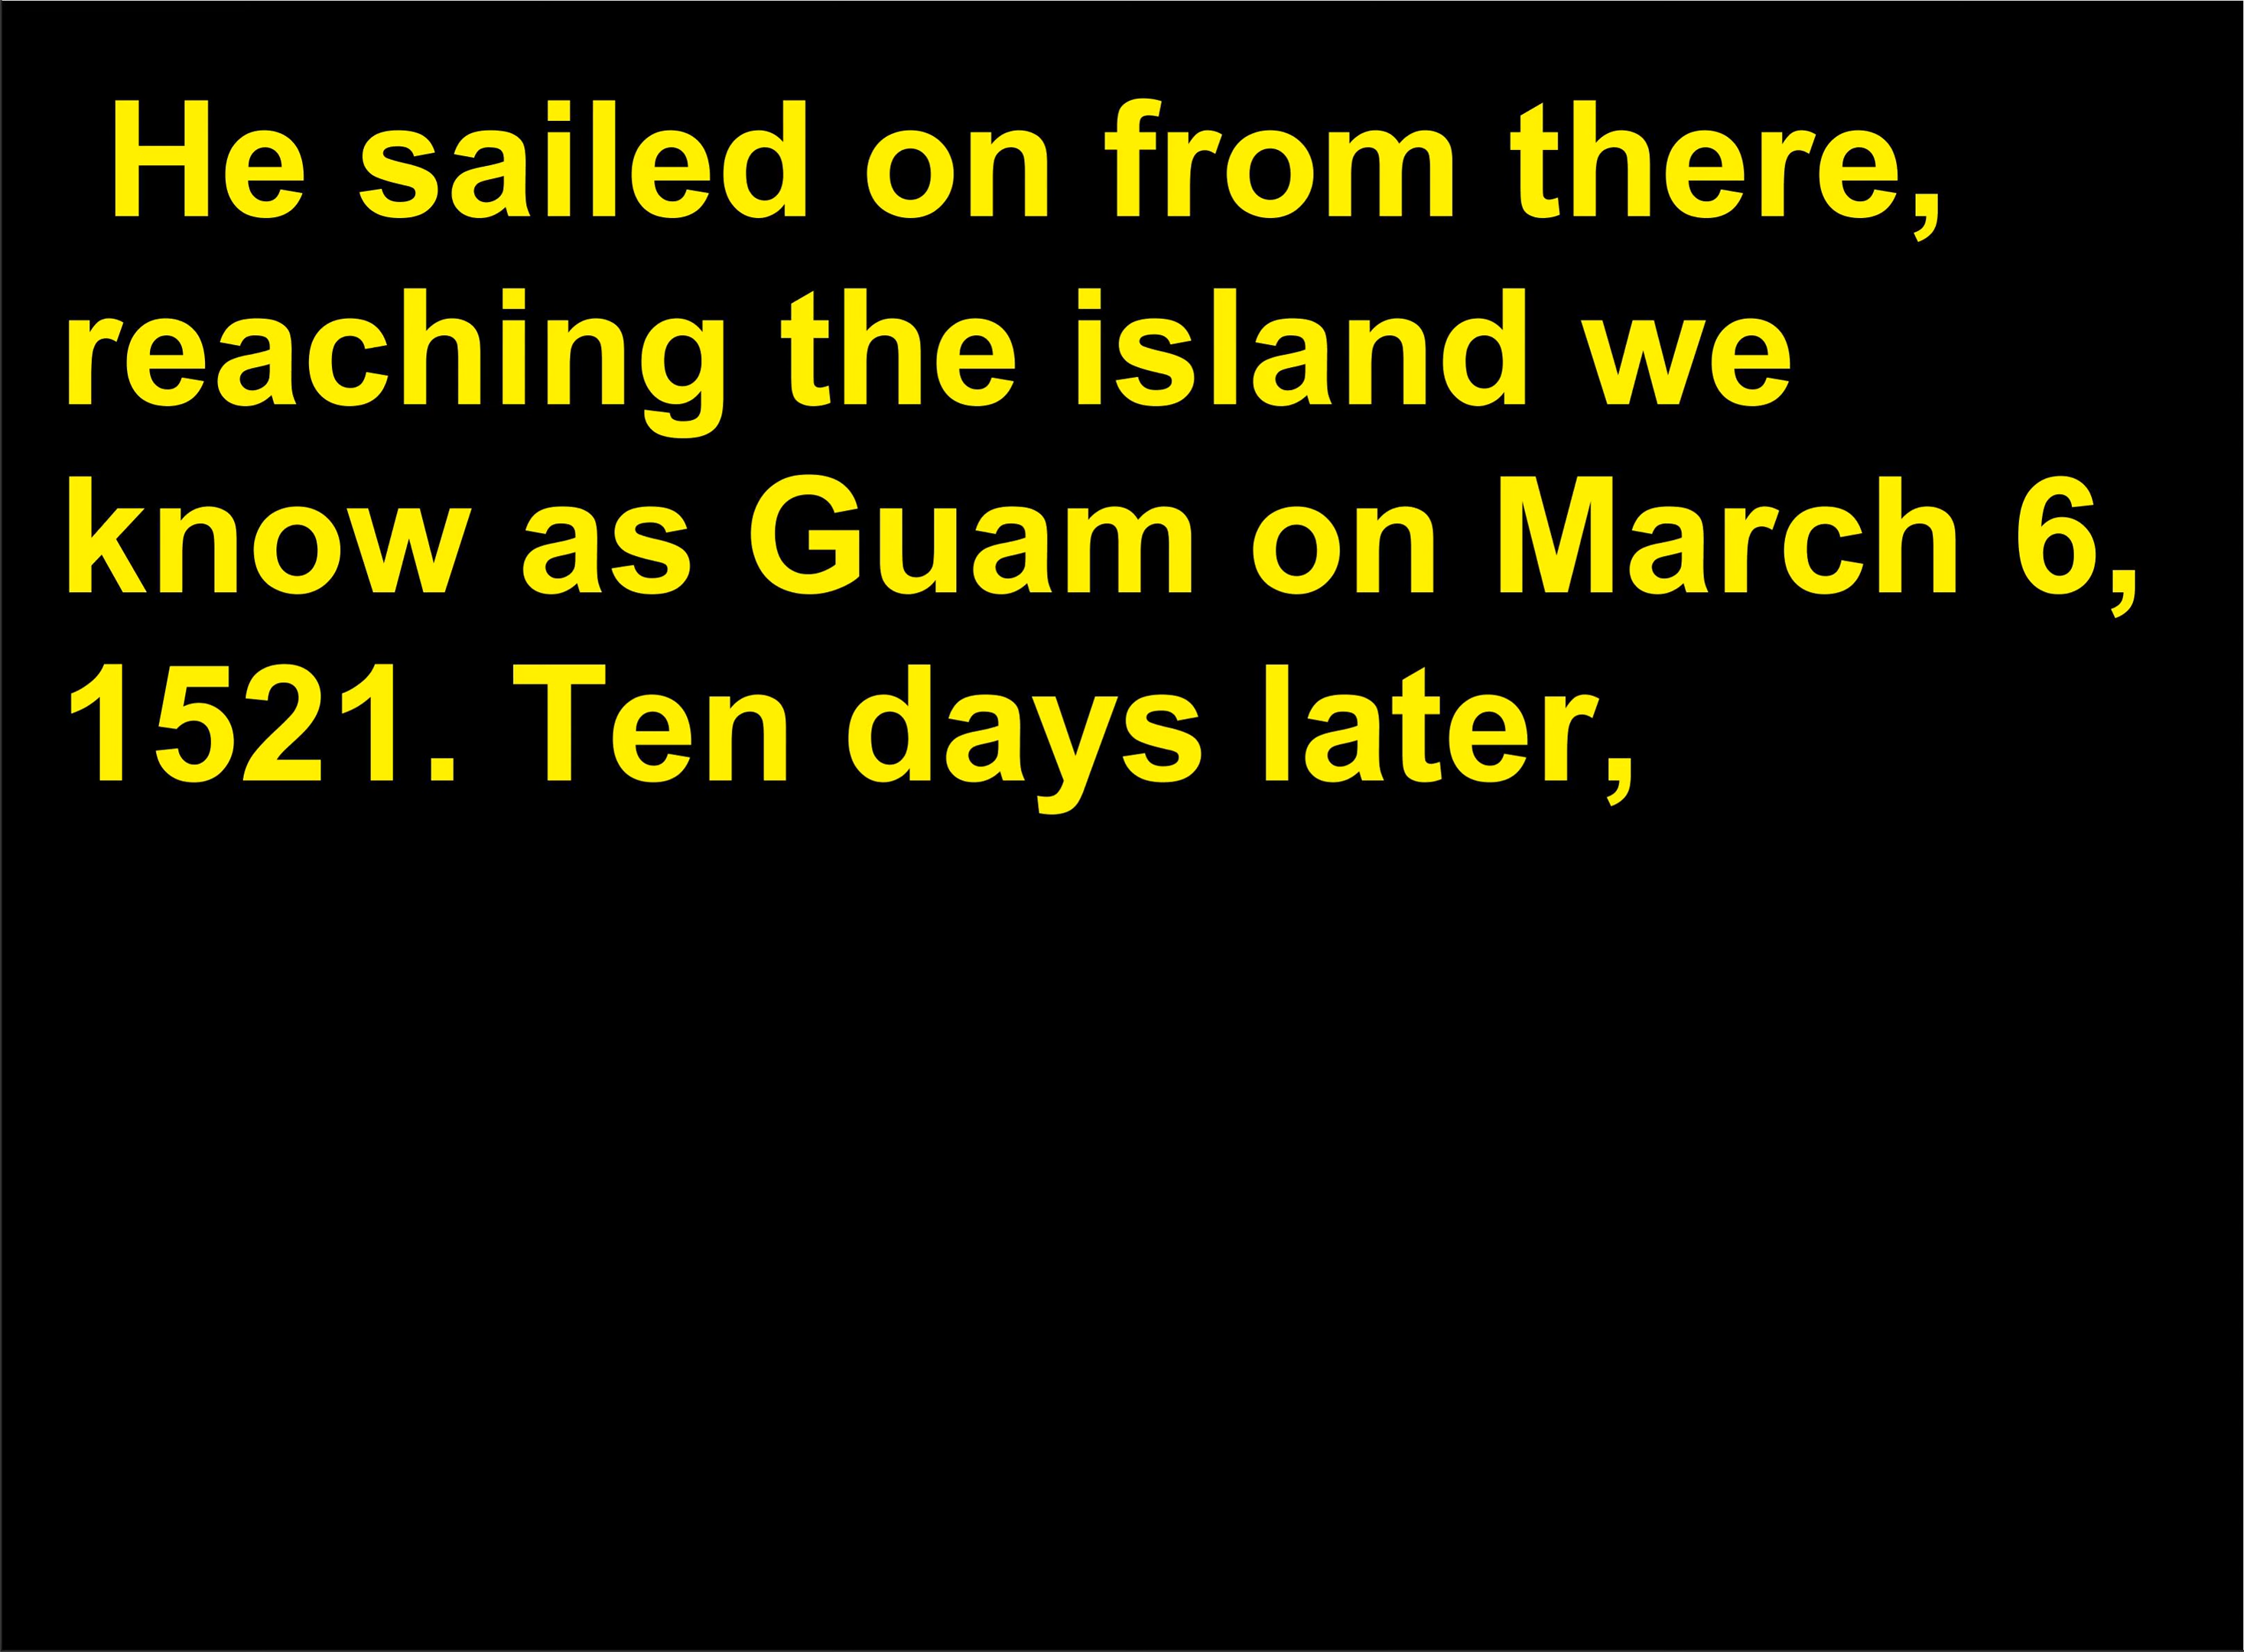 He sailed on from there,
reaching the island we
know as Guam on March 6,
1521. Ten days later,